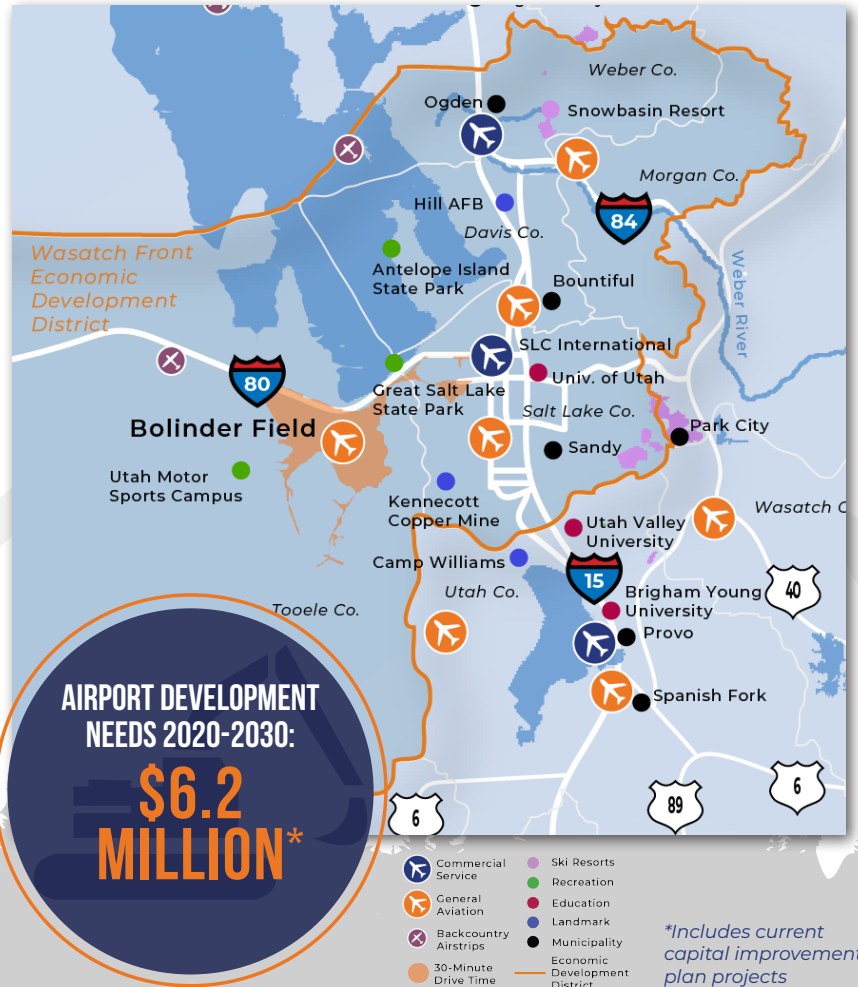 Weber Co.
Ogden
Snowbasin Resort
Morgan Co.
Hill AFB
84
Davis Co.
Wasatch Front
Economic
Development
District
Antelope Island
State Park
Weber River
Bountiful
SLC International
80
Great Salt Lake
State Park
Univ. of Utah
Salt Lake Co.
Bolinder Field
Park City
Sandy
Utah Motor
Sports Campus
Kennecott
Copper Mine
Wasatch C
Utah Valley
University
Camp Williams
15
40
Utah Co.
Brigham Young
University
Tooele Co.
Provo
Spanish Fork
6
89
6
AIRPORT DEVELOPMENT
NEEDS 2020-2030:
$6.2
MILLION*
Commercial
Service
General
Aviation
Backcountry
Airstrips
30-Minute
Drive Time
Ski Resorts
Recreation
Education
Landmark
Municipality
Economic
Development
District
*Includes current
capital improvement
plan projects